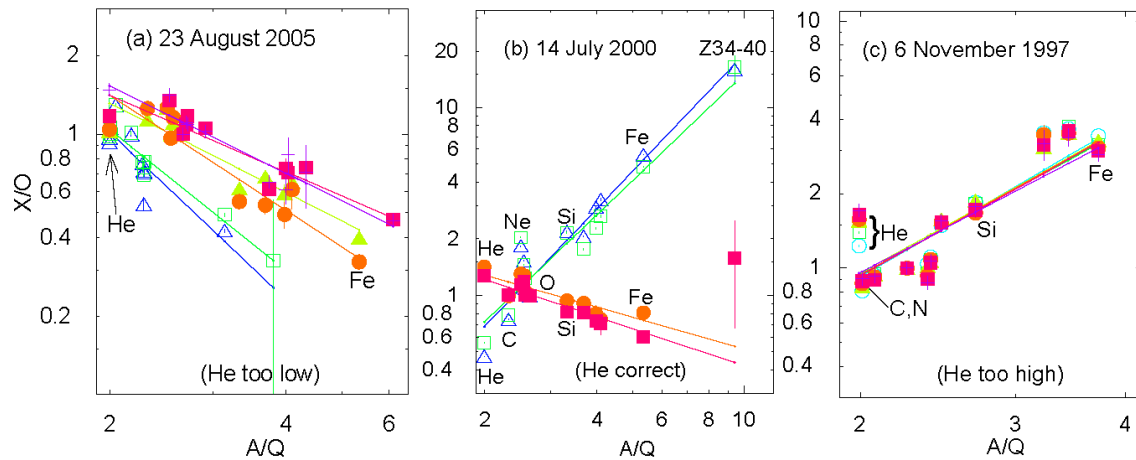 (a) 23 August 2005
X/O
2
1
0.8
0.6
0.4
0.2
He
Fe
(He too low)
2
4
6
A/Q
(b) 14 July 2000
Z34-40
20
10
6
4
2
1
0.8
0.6
0.4
Fe
Ne
Si
He
O
Fe
C
Si
He
(He correct)
2
4
6
8
10
A/Q
(c) 6 November 1997
10
8
6
4
2
1
0.8
0.6
0.4
He
Fe
Si
C,N
(He too high)
2
3
4
A/Q